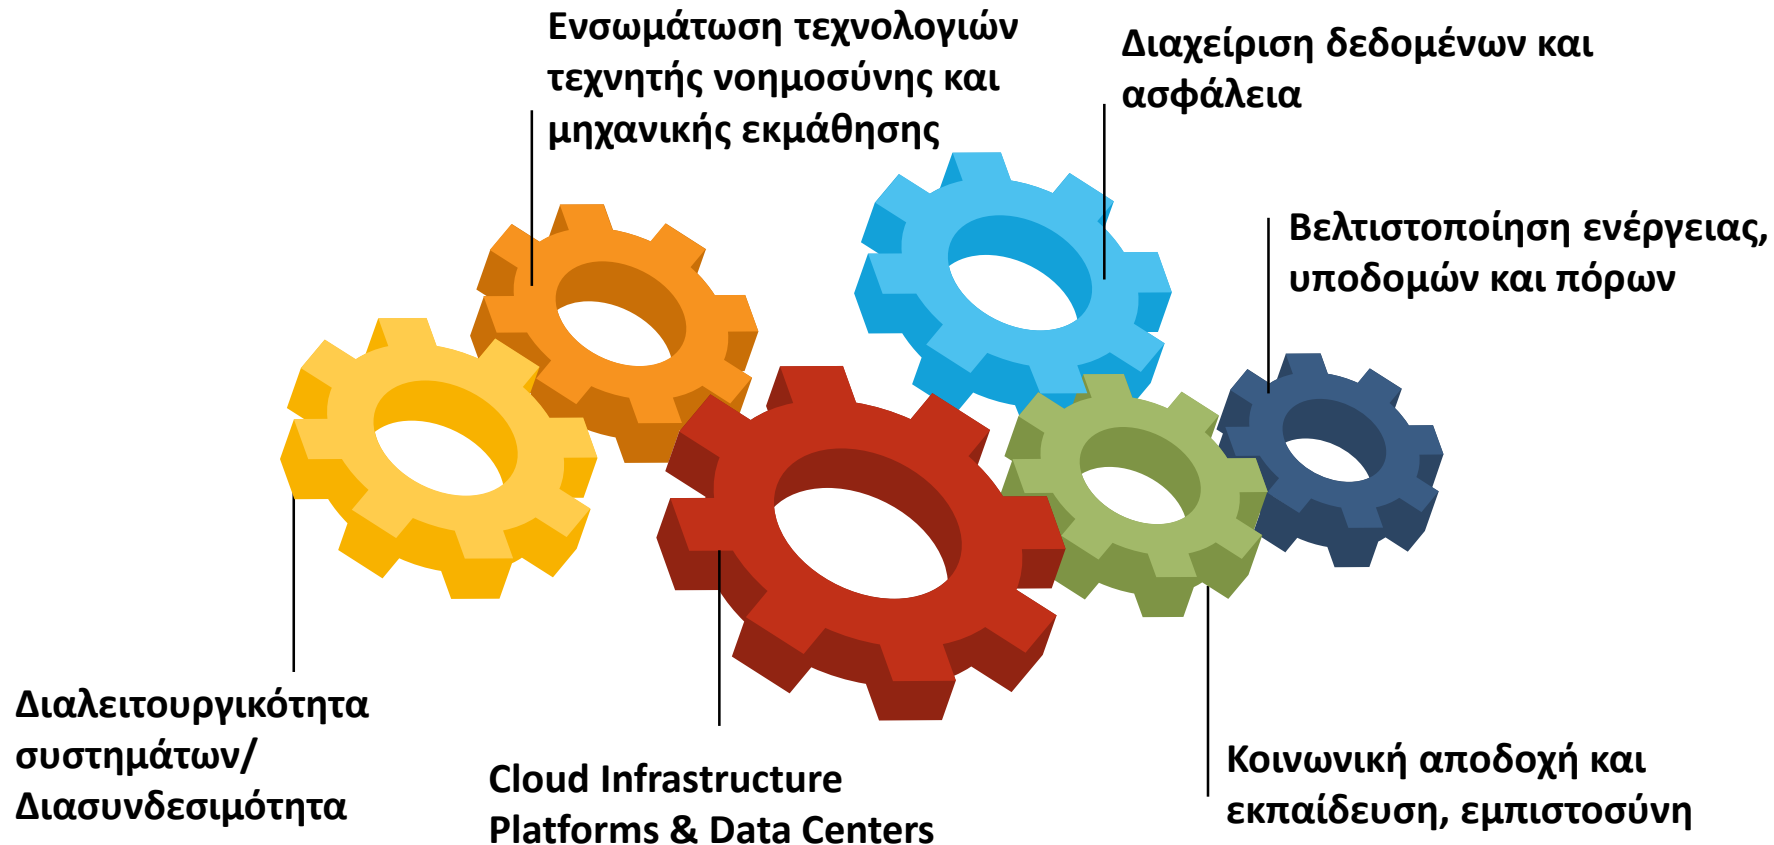 Ενσωμάτωση τεχνολογιών
τεχνητής νοημοσύνης και
μηχανικής εκμάθησης
Διαχείριση δεδομένων και
ασφάλεια
Βελτιστοποίηση ενέργειας,
υποδομών και πόρων
Διαλειτουργικότητα
συστημάτων/
Διασυνδεσιμότητα
Cloud Infrastructure
Platforms & Data Centers
Κοινωνική αποδοχή και
εκπαίδευση, εμπιστοσύνη